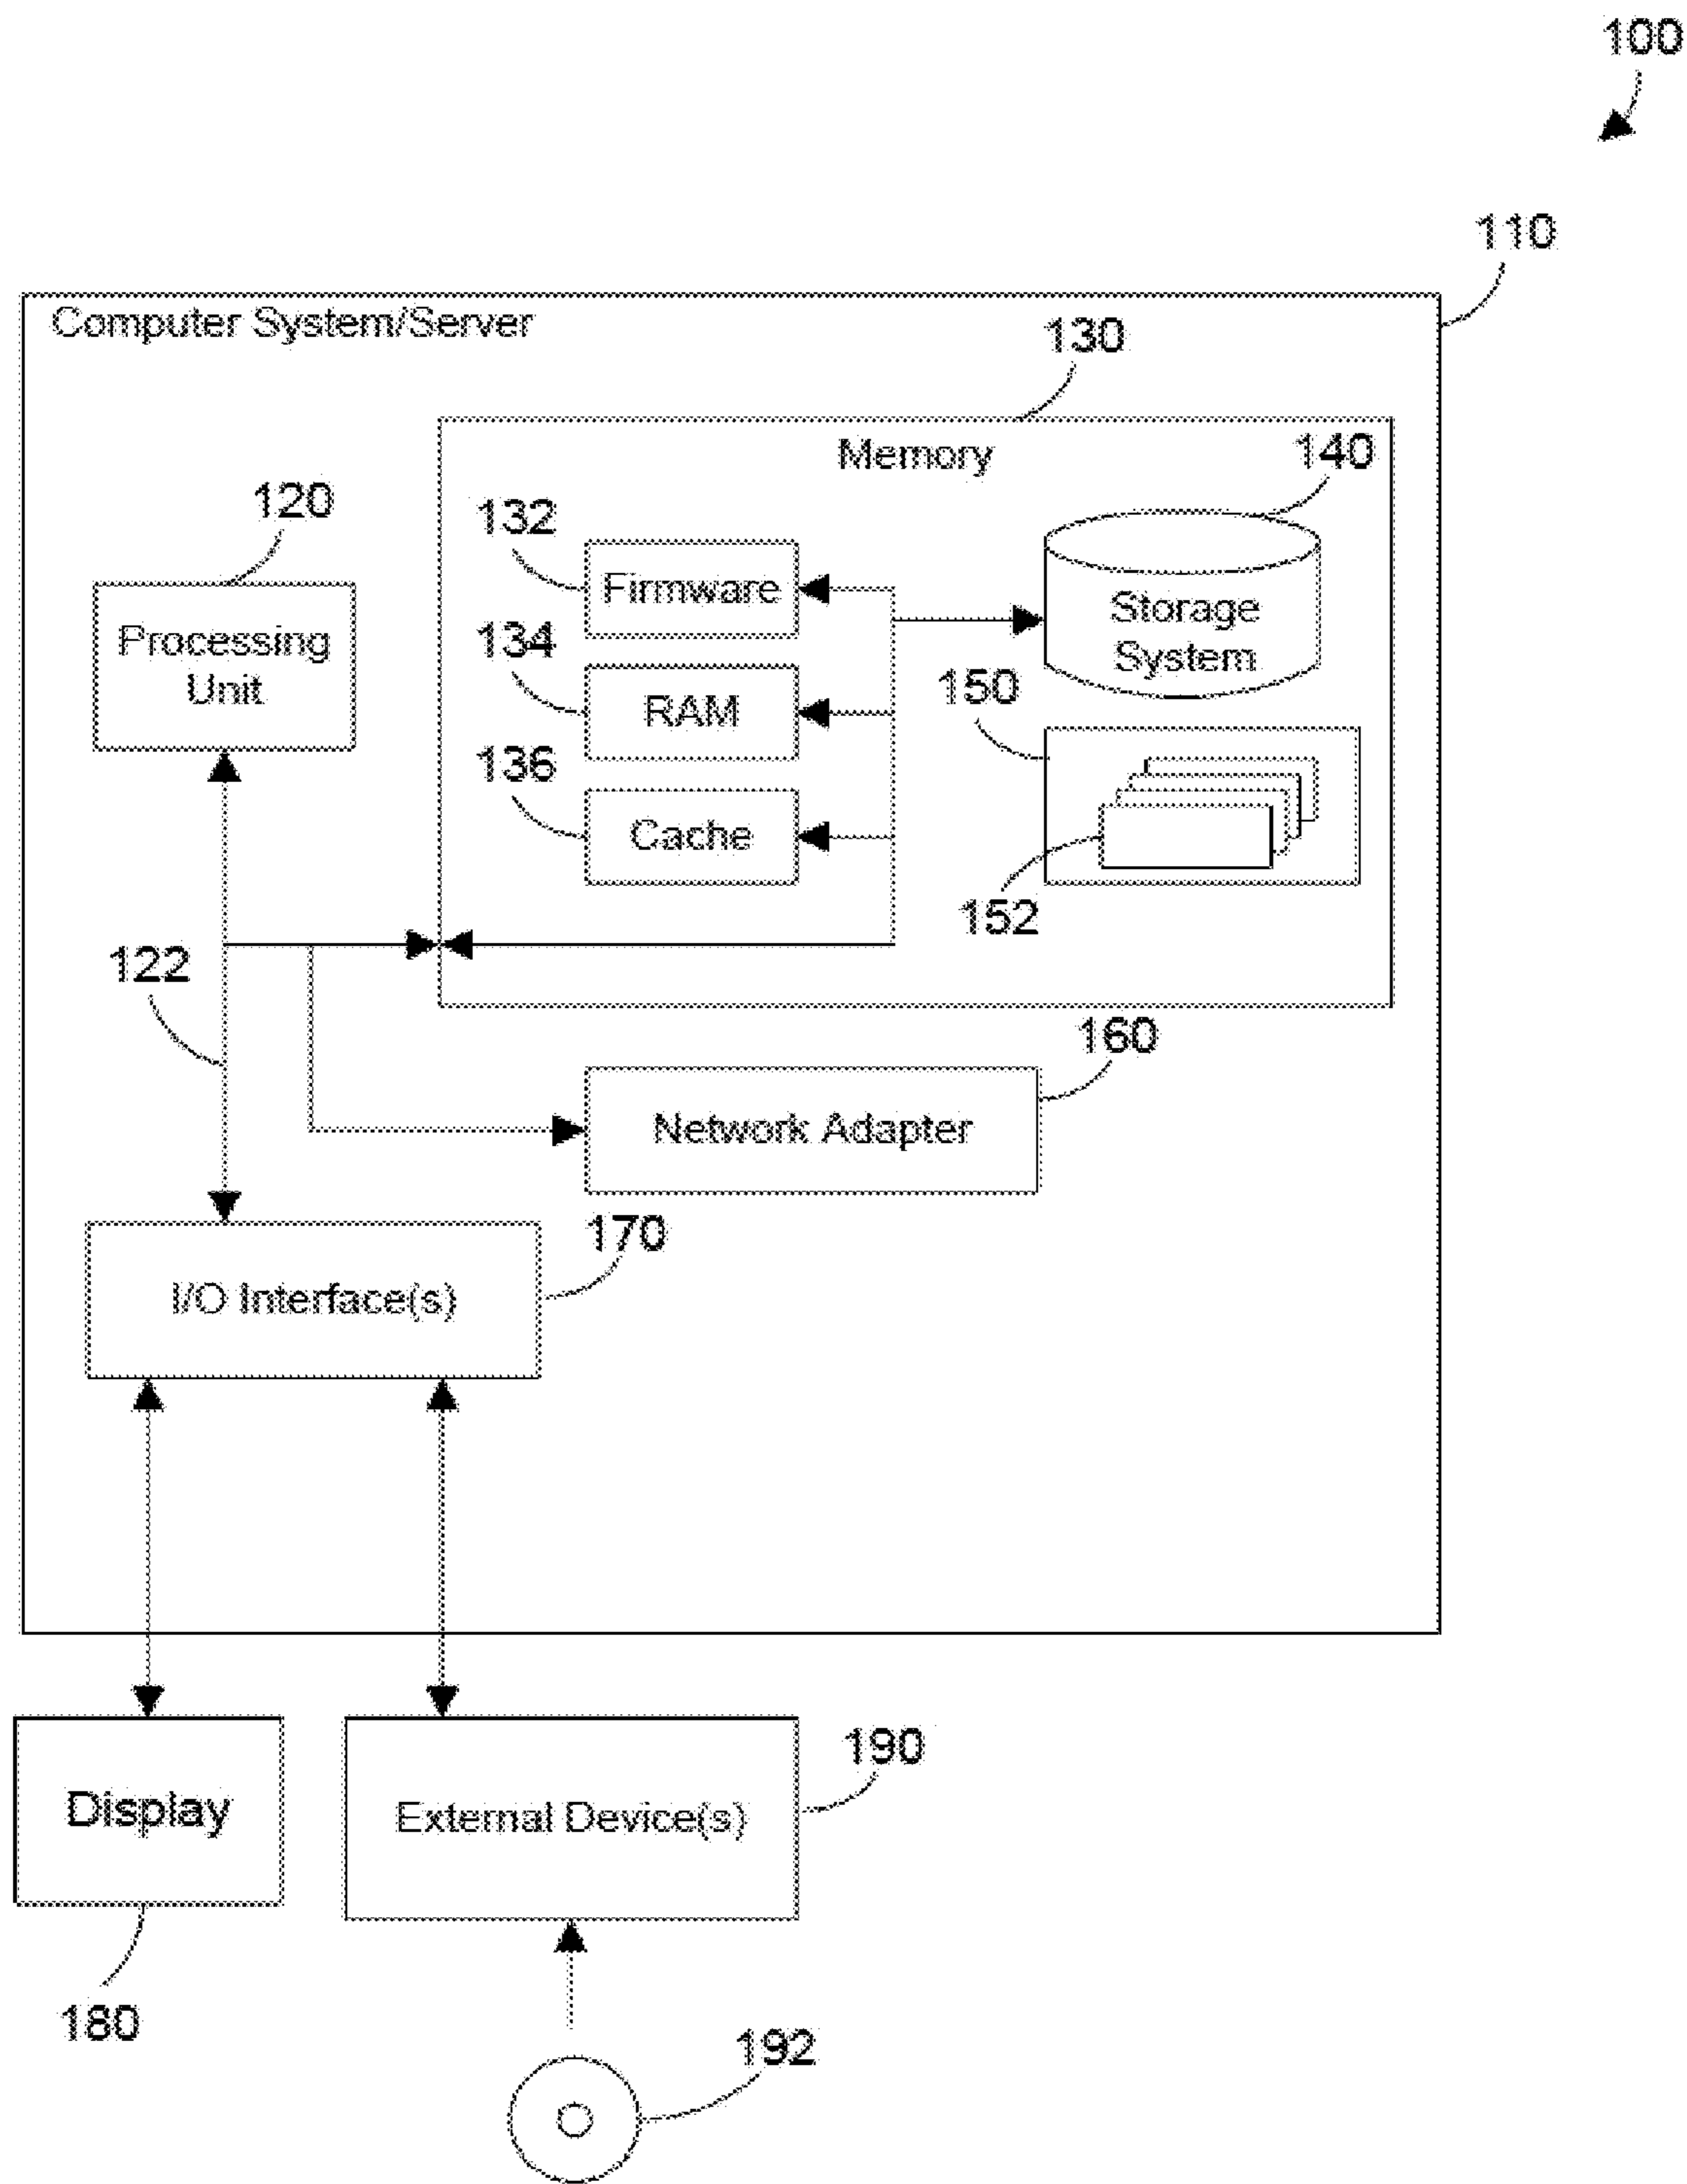 100
110
Computer System/Server
130
Memory
140
120
132
Firmware
Storage
System
Processing
Unit
134
RAM
150
136
Cache
152
122
160
Network Adapter
170
I/O Interface(s)
190
Display
External Device(s)
180
192